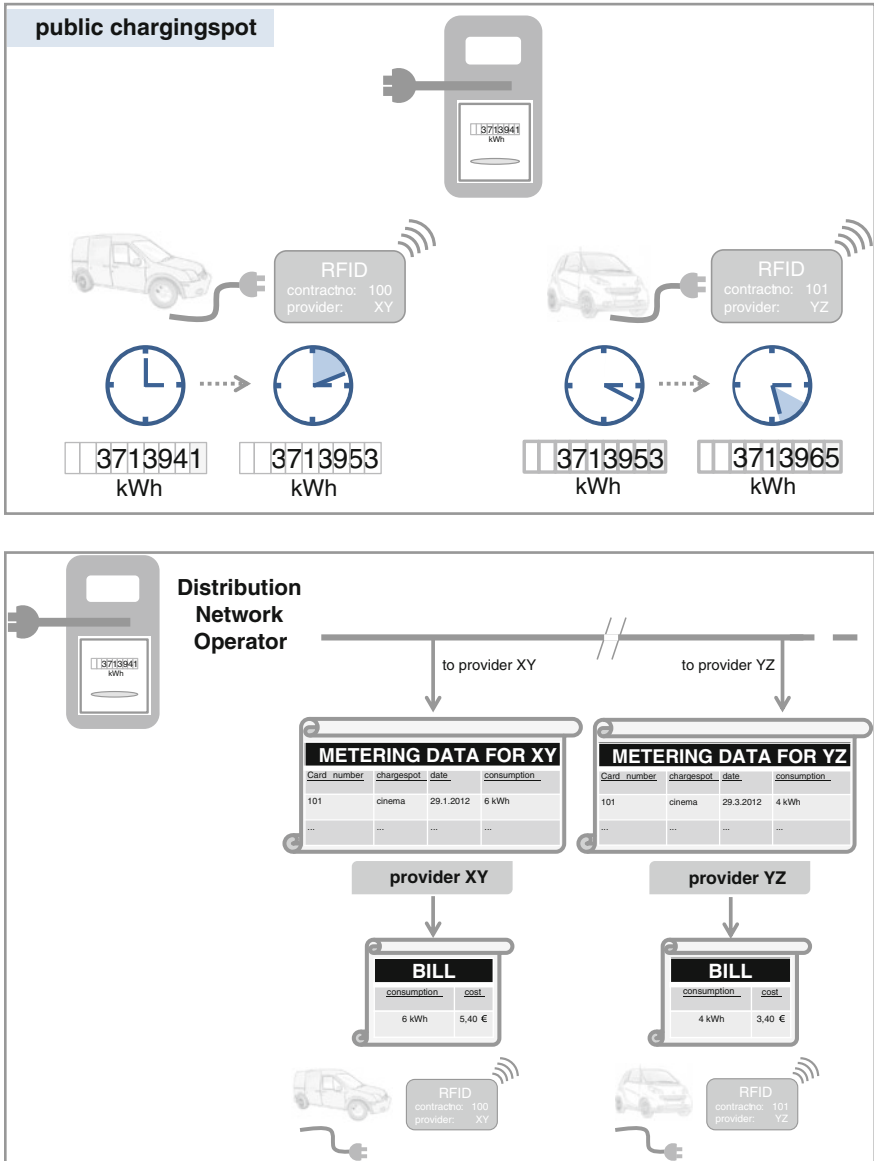 public chargingspot
3713941
kWh
RFID
contractno: 100
provider: XY
RFID
contractno: 101
provider: YZ
3713941
kWh
3713953
kWh
3713953
kWh
3713965
kWh
3713941
kWh
Distribution
Network
Operator
to provider XY
to provider YZ
METERING DATA FOR XY
Card number chargespot date consumption
101 cinema 29.1.2012 6 kWh
... ... ... ...
METERING DATA FOR YZ
Card number chargespot date consumption
101 cinema 29.3.2012 4 kWh
... ... ... ...
provider XY
provider YZ
BILL
consumption cost
6 kWh 5,40 €
BILL
consumption cost
4 kWh 3,40 €
RFID
contractno: 100
provider: XY
RFID
contractno: 101
provider: YZ